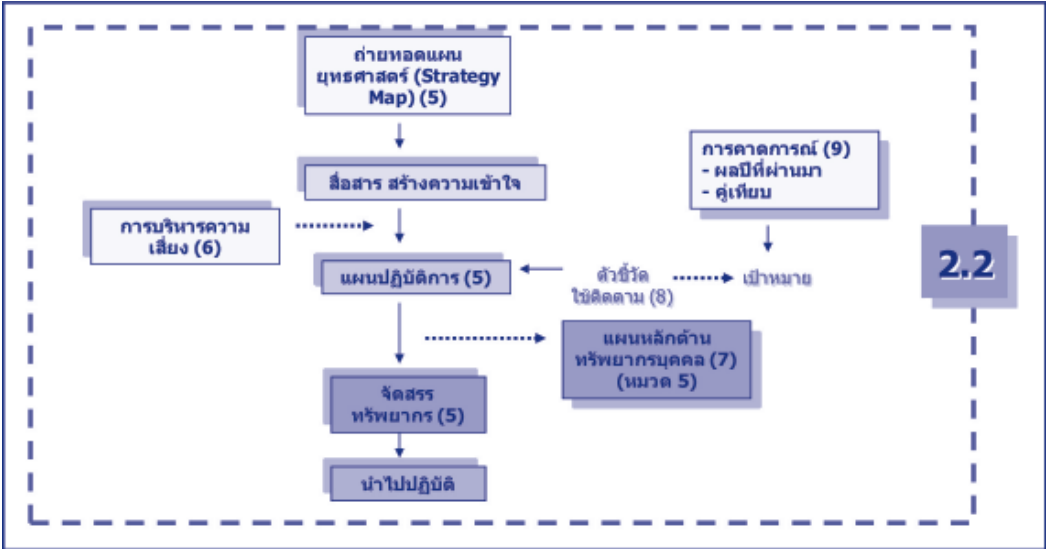 ถ่ายทอดแผน
ยุทธศาสตร์ (Strategy
Map) (5)
การคาดการณ์ (9)
- ผลปีที่ผ่านมา
- คู่เทียบ
สื่อสาร สร้างความเข้าใจ
การบริหารความ
เสี่ยง (6)
2.2
แผนปฏิบัติการ (5)
ตัวชี้วัด
ใช้ติดตาม (8)
เป้าหมาย
แผนหลักด้าน
ทรัพยากรบุคคล (7)
(หมวด 5)
จัดสรร
ทรัพยากร (5)
นำไปปฏิบัติ